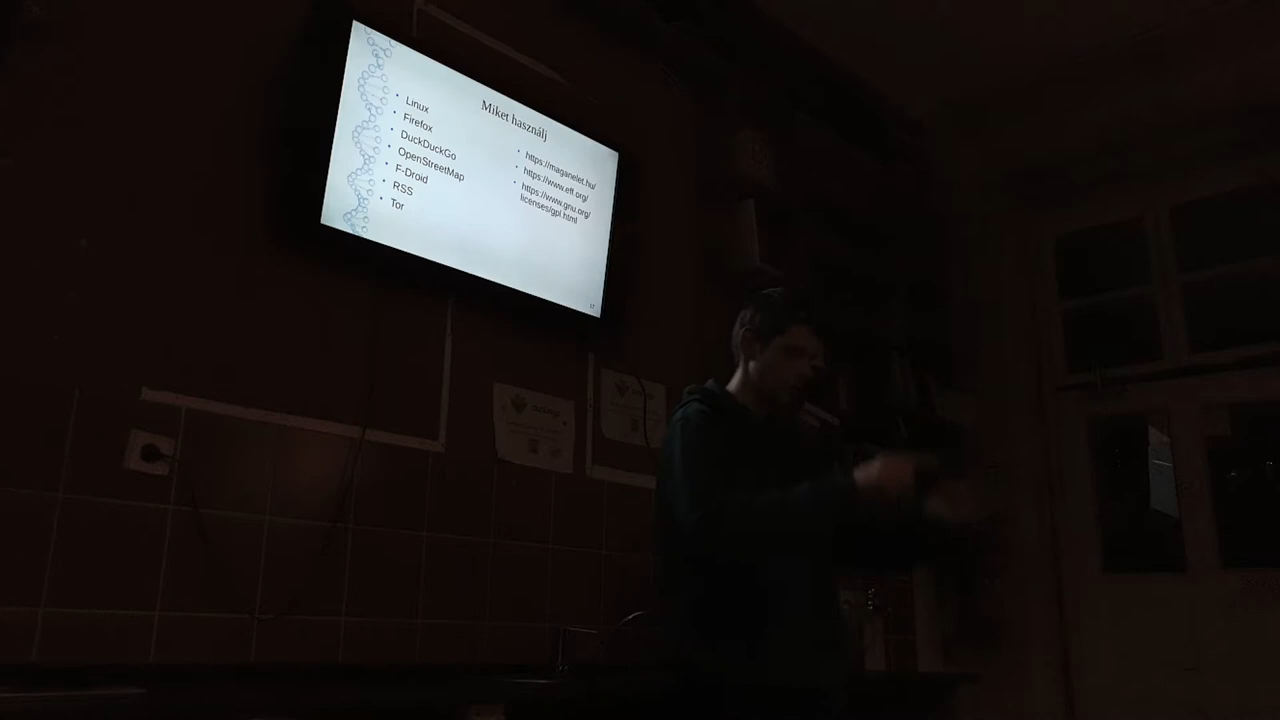 Miket használj
Linux
Firefox
DuckDuckGo
OpenStreetMap
F-Droid
RSS
Tor
https://maganelet.hu/
https://www.eff.org/
https://www.gnu.org/
licenses/gpl.html